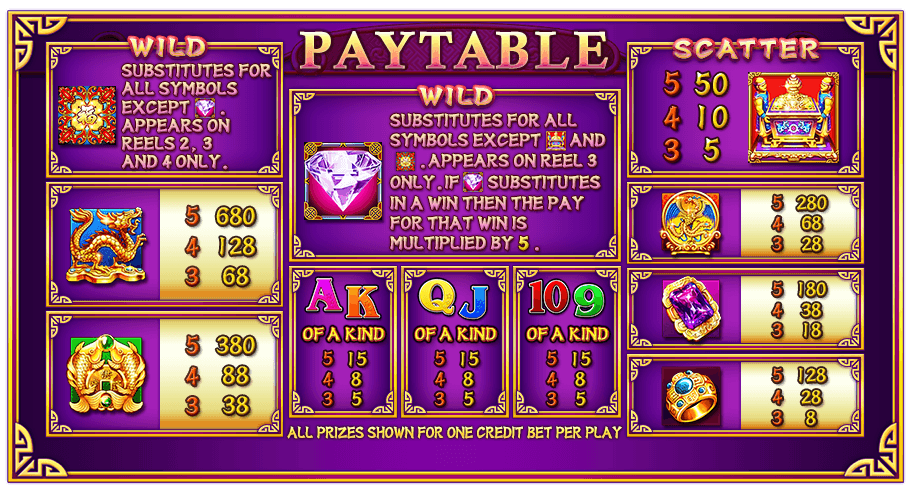 PAYTABLE
WILD
SUBSTITUTES FOR
ALL SYMBOLS
EXCEPT .
APPEARS ON
REELS 2, 3
AND 4 ONLY.
WILD
SUBSTITUTES FOR ALL
SYMBOLS EXCEPT AND
. APPEARS ON REEL 3
ONLY. IF SUBSTITUTES
IN A WIN THEN THE PAY
FOR THAT WIN IS
MULTIPLIED BY 5.
SCATTER
5 50
4 10
3 5
5 680
4 128
3 68
5 280
4 68
3 28
5 380
4 88
3 38
A K
OF A KIND
5 15
4 8
3 5
Q J
OF A KIND
5 15
4 8
3 5
10 9
OF A KIND
5 15
4 8
3 5
5 180
4 38
3 18
5 128
4 28
3 8
ALL PRIZES SHOWN FOR ONE CREDIT BET PER PLAY